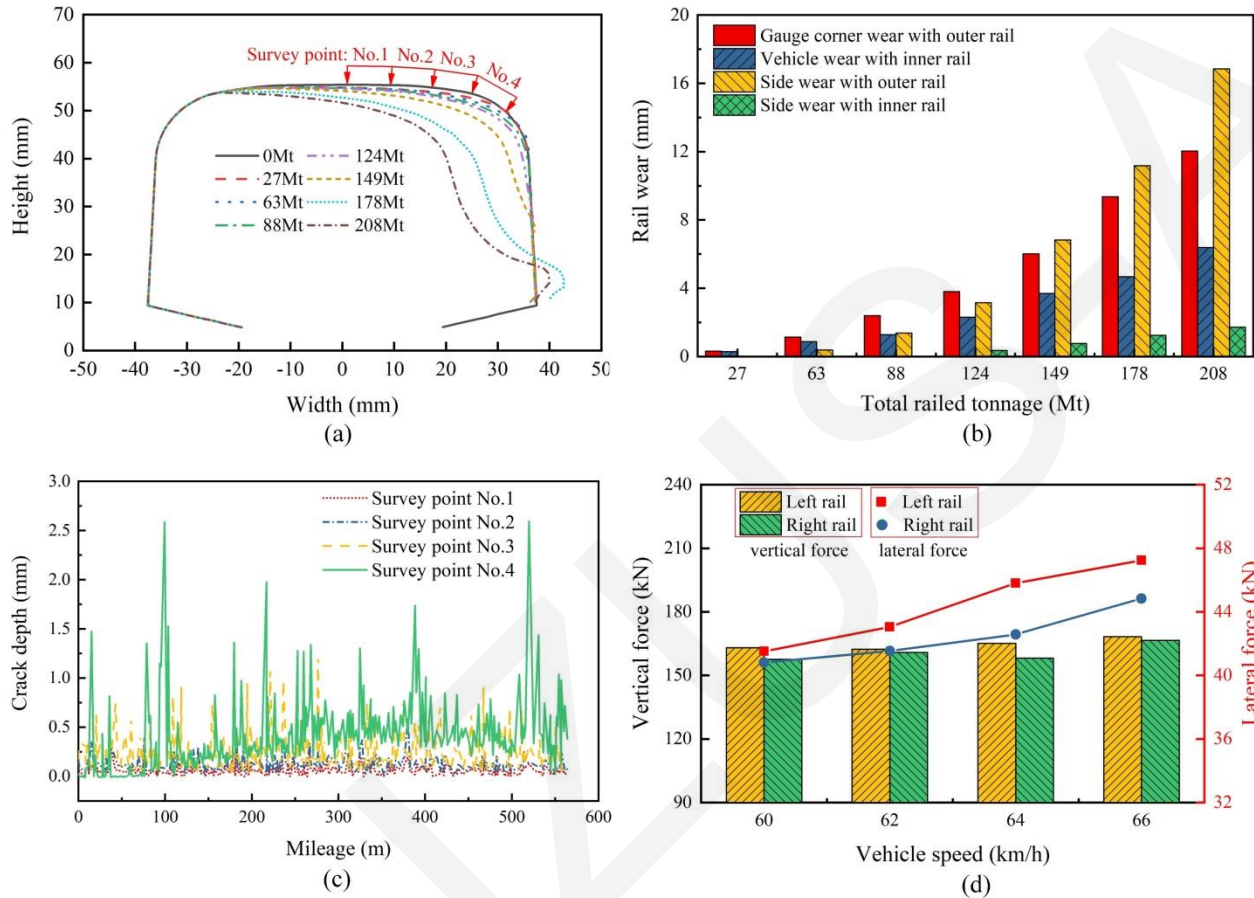 70
60
50
40
30
20
10
0
Height (mm)
Survey point: No.1 No.2 No.3 No.4
0Mt 124Mt
27Mt 149Mt
63Mt 178Mt
88Mt 208Mt
-50 -40 -30 -20 -10 0 10 20 30 40 50
Width (mm)
(a)
20
16
12
8
4
0
Rail wear (mm)
Gauge corner wear with outer rail
Vehicle wear with inner rail
Side wear with outer rail
Side wear with inner rail
27 63 88 124 149 178 208
Total railed tonnage (Mt)
(b)
3.0
2.5
2.0
1.5
1.0
0.5
0.0
Crack depth (mm)
Survey point No.1
Survey point No.2
Survey point No.3
Survey point No.4
0 100 200 300 400 500 600
Mileage (m)
(c)
240
210
180
150
120
90
Vertical force (kN)
Left rail Left rail
Right rail Right rail
vertical force lateral force
52
48
44
40
36
32
Lateral force (kN)
60 62 64 66
Vehicle speed (km/h)
(d)